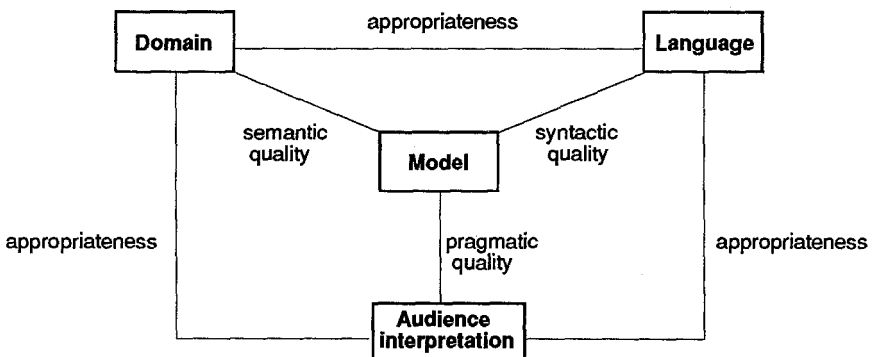 appropriateness
Domain
Language
semantic
quality
syntactic
quality
Model
appropriateness
pragmatic
quality
appropriateness
Audience
interpretation